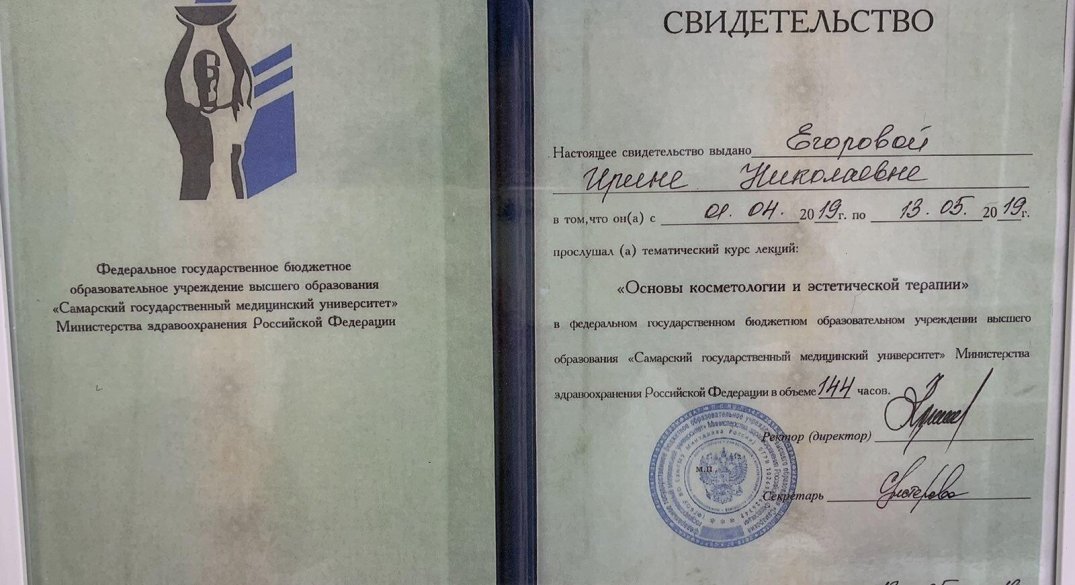 Федеральное государственное бюджетное
образовательное учреждение высшего образования
«Самарский государственный медицинский университет»
Министерства здравоохранения Российской Федерации
СВИДЕТЕЛЬСТВО
Настоящее свидетельство выдано Егоровой
Ирине Николаевне
в том,что он(а) с 01. 04. 2019г. по 13. 05. 2019г.
прослушал (а) тематический курс лекций:
«Основы косметологии и эстетической терапии»
в федеральном государственном бюджетном образовательном учреждении высшего
образования «Самарский государственный медицинский университет» Министерства
здравоохранения Российской Федерации в объеме 144 часов.
Ректор (директор)
М.П.
Секретарь